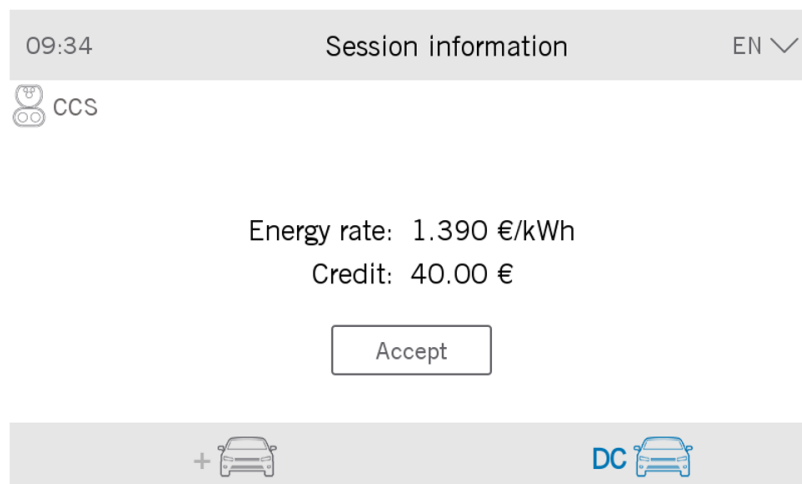 09:34 Session information EN
CCS
Energy rate: 1.390 €/kWh
Credit: 40.00 €
Accept
+ DC